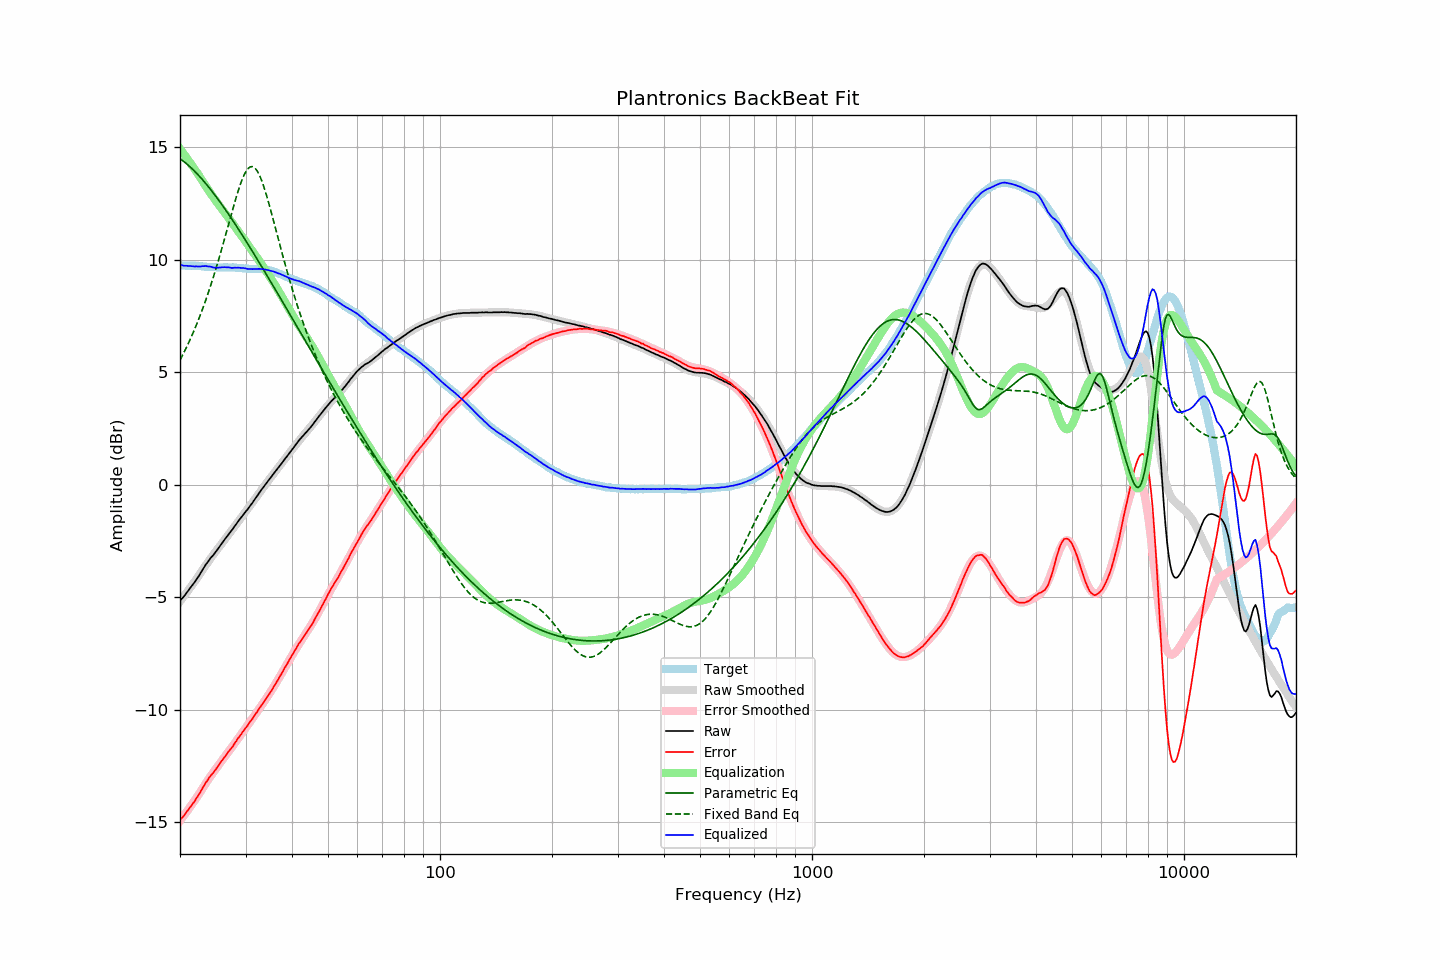 Plantronics BackBeat Fit
15
10
5
0
−5
−10
−15
Amplitude (dBr)
100
1000
10000
Frequency (Hz)
Target
Raw Smoothed
Error Smoothed
Raw
Error
Equalization
Parametric Eq
Fixed Band Eq
Equalized